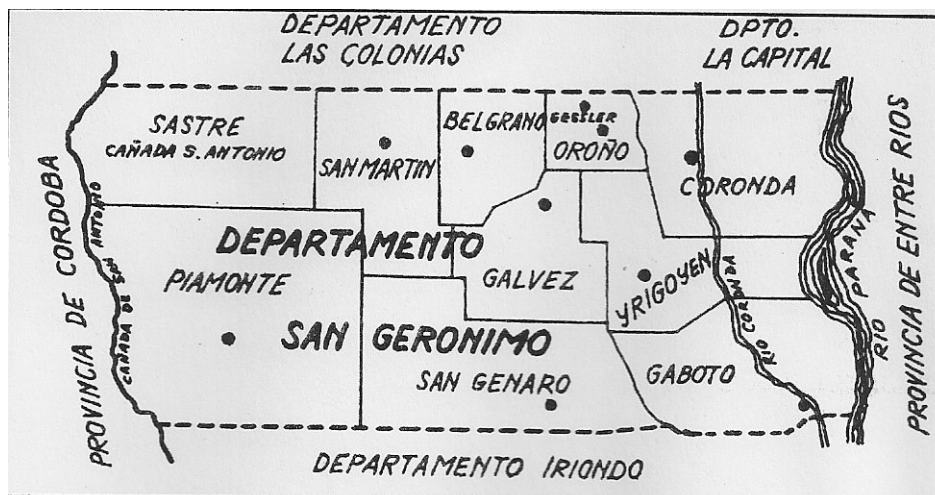 DEPARTAMENTO
LAS COLONIAS
DPTO.
LA CAPITAL
SASTRE
CAÑADA S. ANTONIO
SAN MARTIN
BELGRANO
GESSLER
OROÑO
CORONDA
PROVINCIA DE CORDOBA
CAÑADA DE SAN ANTONIO
DEPARTAMENTO
SAN GERONIMO
PIAMONTE
GALVEZ
YRIGOYEN
RIO CORONDA
RIO PARANA
PROVINCIA DE ENTRE RIOS
SAN GENARO
GABOTO
DEPARTAMENTO IRIONDO